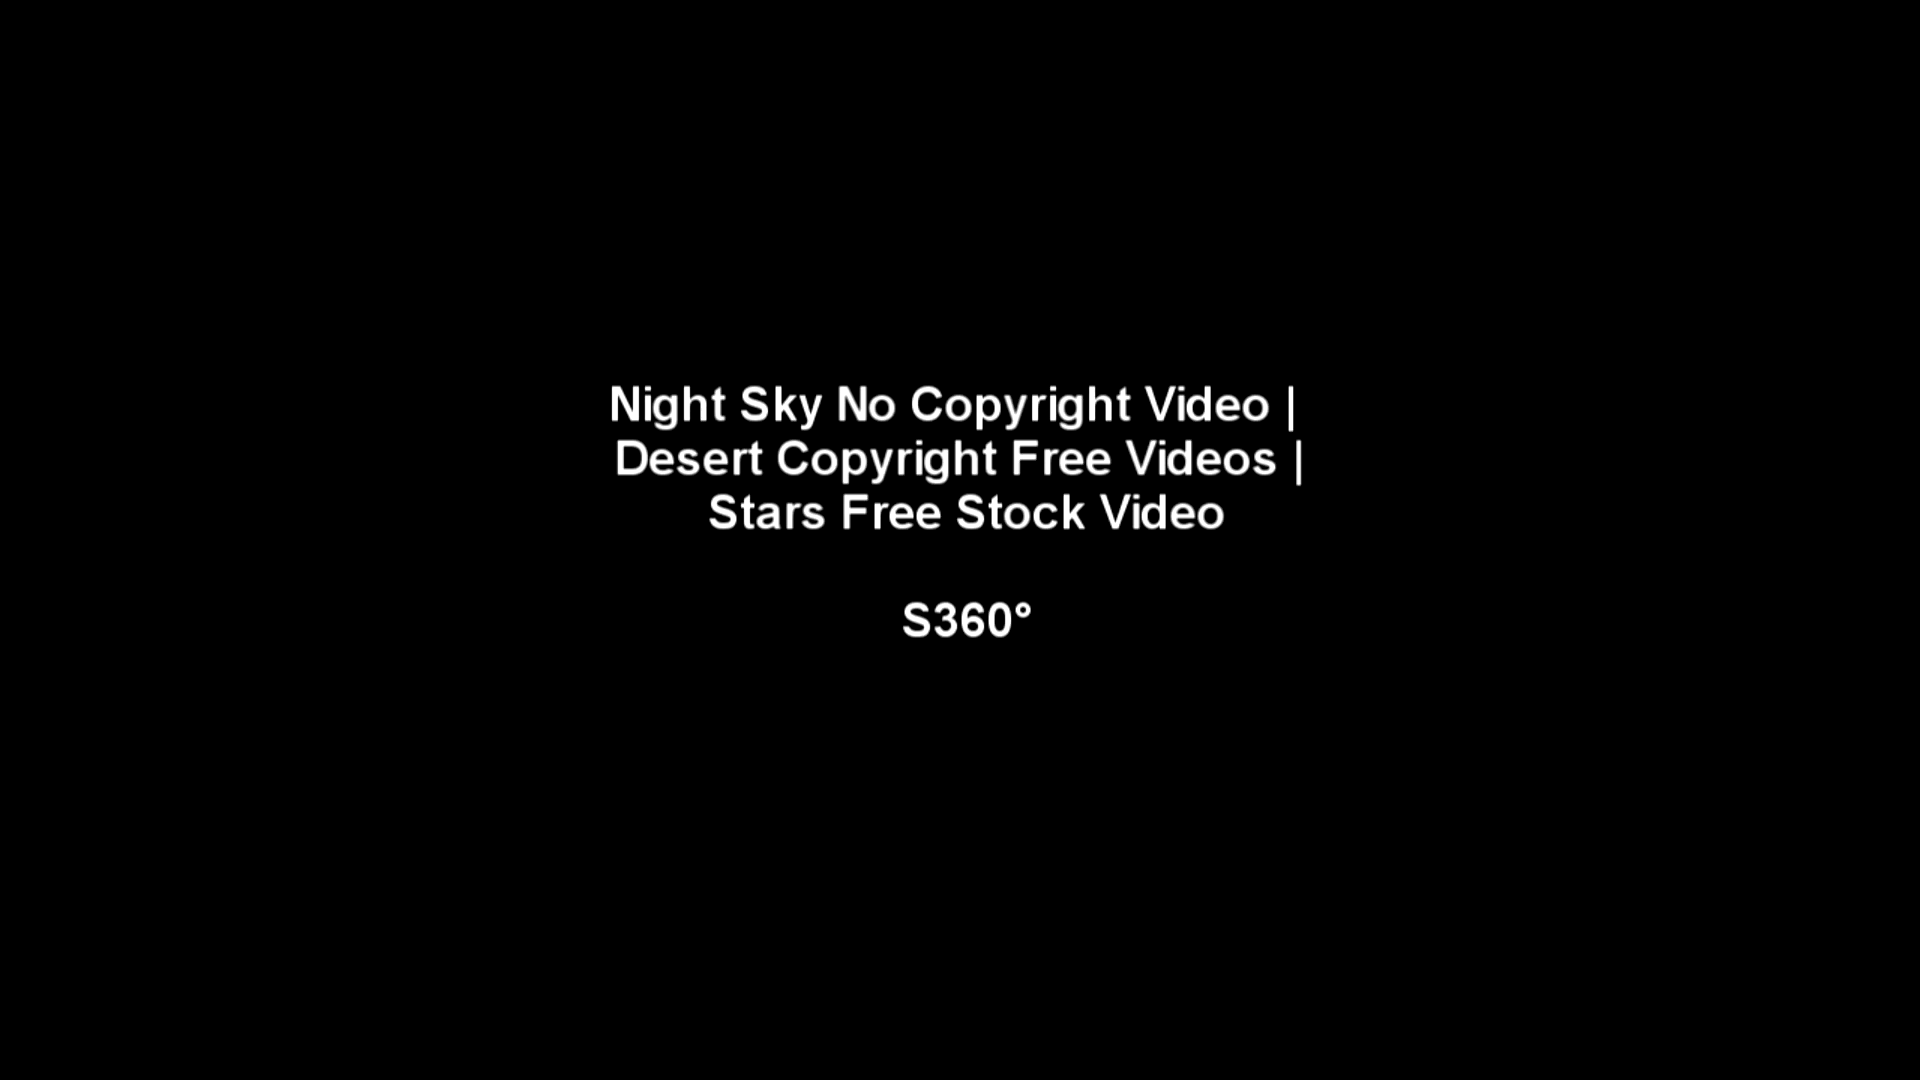 Night Sky No Copyright Video |
Desert Copyright Free Videos |
Stars Free Stock Video
S360°